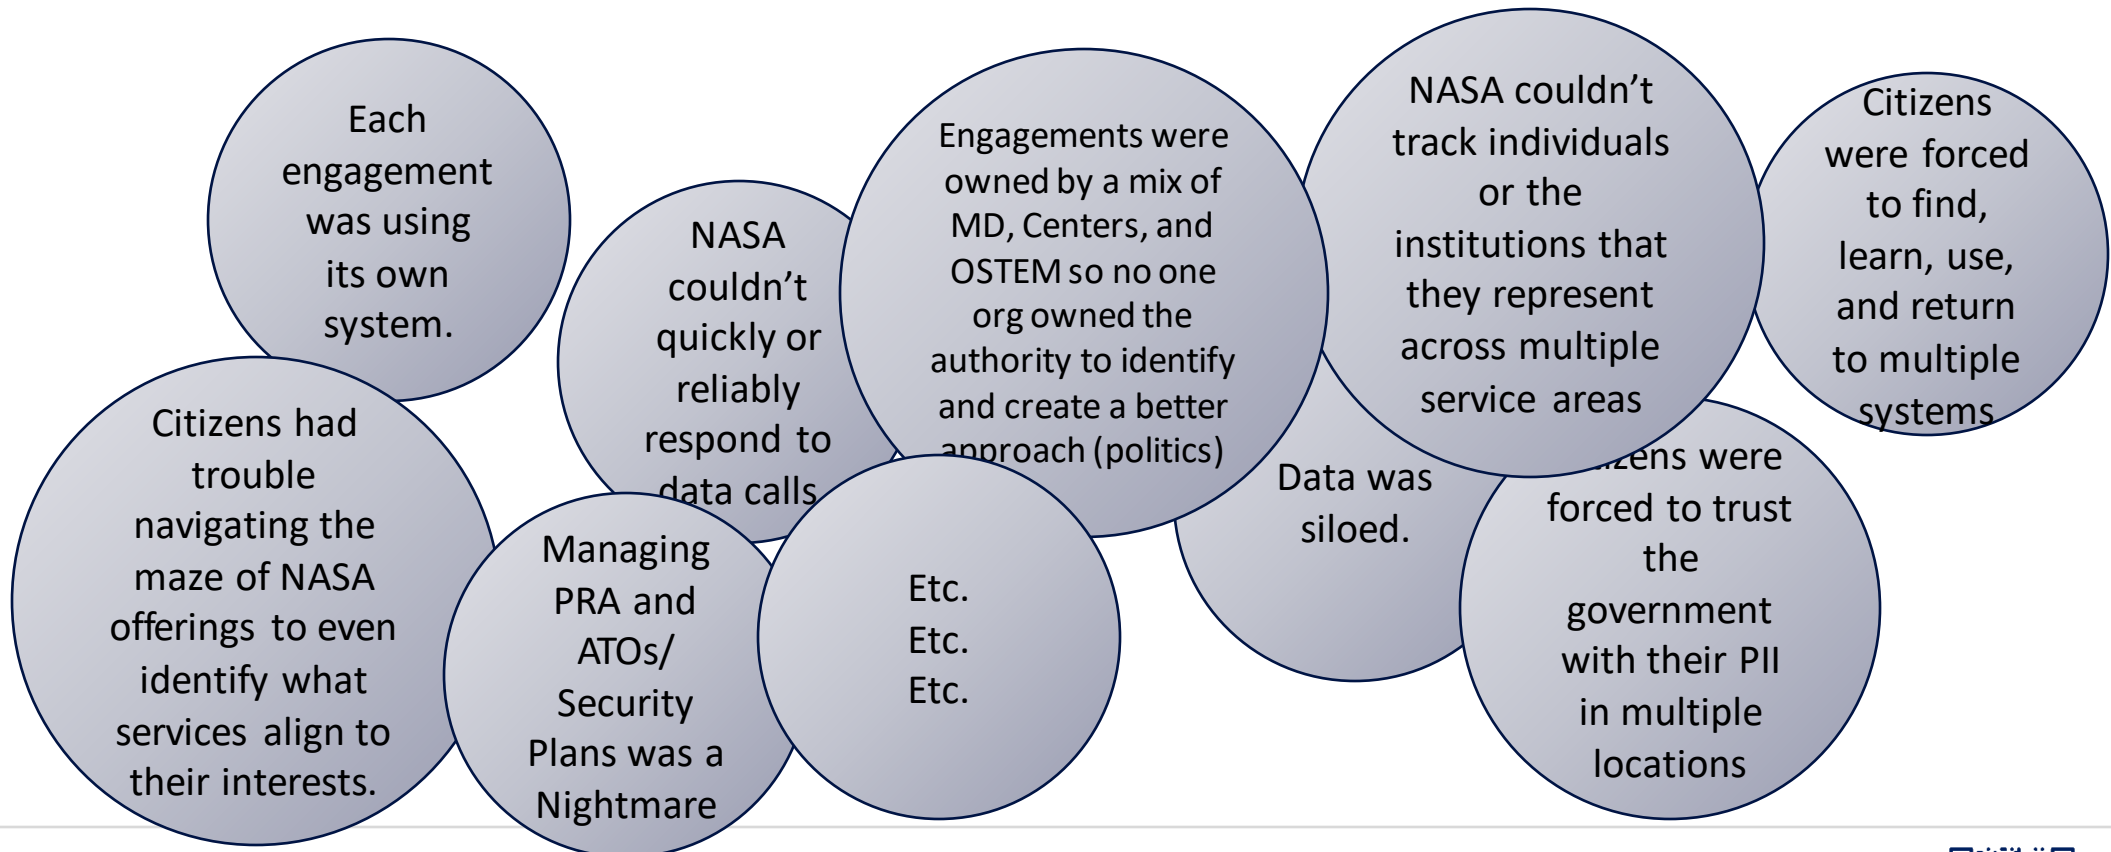 Each
engagement
was using
its own
system.
Citizens had
trouble
navigating the
maze of NASA
offerings to even
identify what
services align to
their interests.
NASA
couldn’t
quickly or
reliably
respond to
data calls
Managing
PRA and
ATOs/
Security
Plans was a
Nightmare
Engagements were
owned by a mix of
MD, Centers, and
OSTEM so no one
org owned the
authority to identify
and create a better
approach (politics)
Etc.
Etc.
Etc.
Data was
siloed.
NASA couldn’t
track individuals
or the
institutions that
they represent
across multiple
service areas
were
forced to trust
the
government
with their PII
in multiple
locations
Citizens
were forced
to find,
learn, use,
and return
to multiple
systems